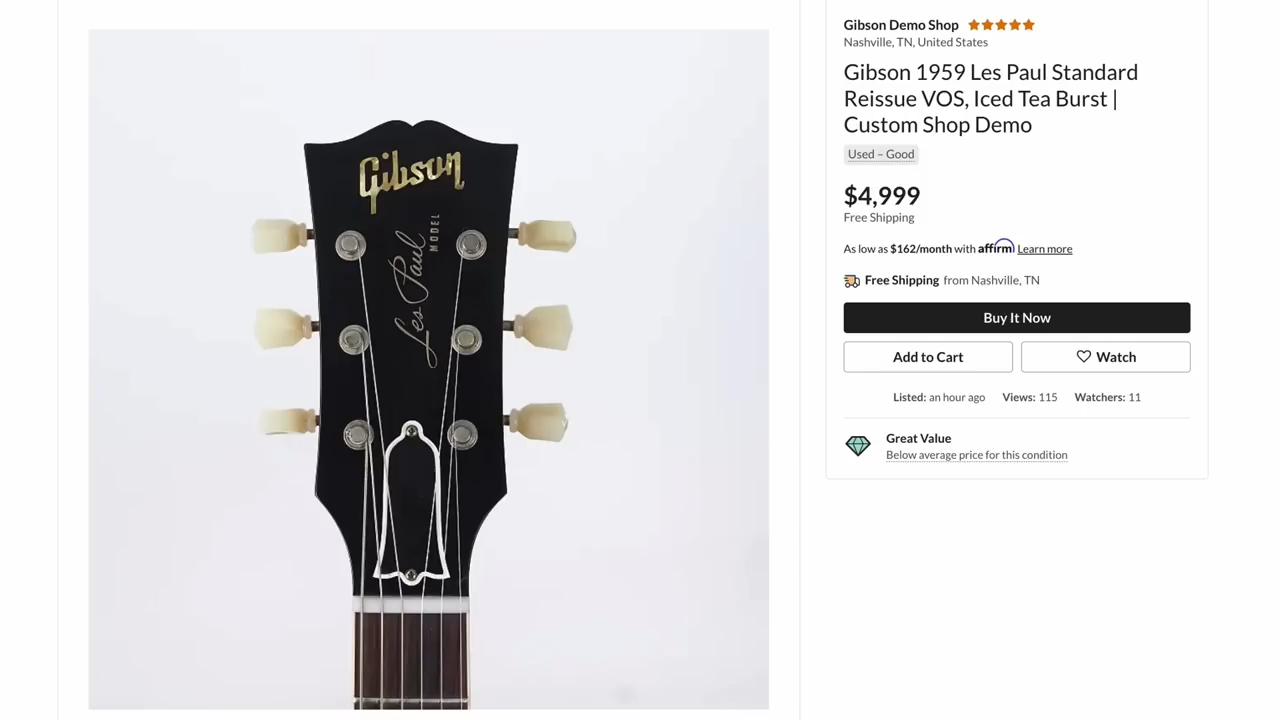 Gibson
Les Paul
MODEL
Gibson Demo Shop
Nashville, TN, United States
Gibson 1959 Les Paul Standard
Reissue VOS, Iced Tea Burst |
Custom Shop Demo
Used – Good
$4,999
Free Shipping
As low as $162/month with affirm Learn more
Free Shipping from Nashville, TN
Buy It Now
Add to Cart
Watch
Listed: an hour ago Views: 115 Watchers: 11
Great Value
Below average price for this condition